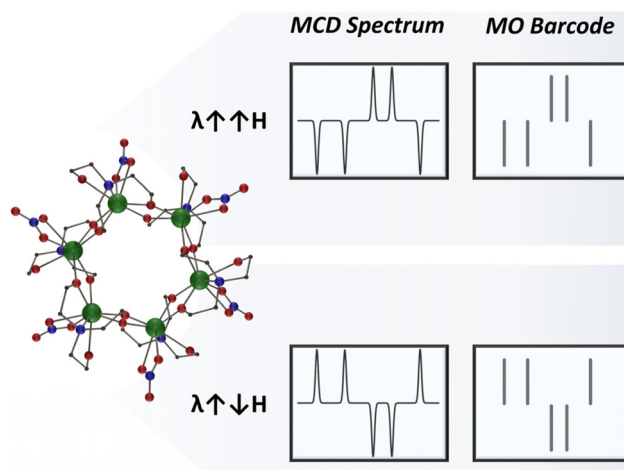 MCD Spectrum MO Barcode
λ↑↑H
λ↑↓H